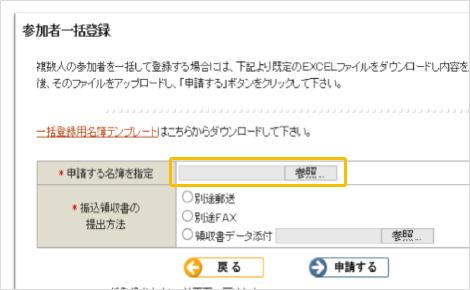 参加者一括登録
複数人の参加者を一括して登録する場合には、下記より既定のEXCELファイルをダウンロードし内容を
後、そのファイルをアップロードし、「申請する」ボタンをクリックして下さい。
一括登録用名簿テンプレートはこちらからダウンロードして下さい。
*申請する名簿を指定 参照...
*振込領収書の
提出方法
別途郵送
別途FAX
領収書データ添付 参照...
戻る 申請する